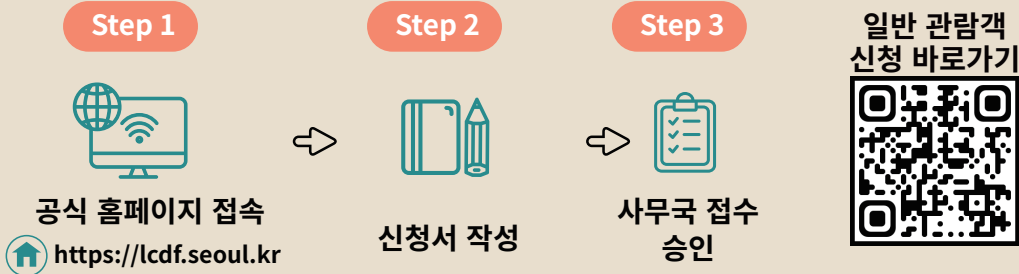 Step 1
Step 2
Step 3
일반 관람객
신청 바로가기
공식 홈페이지 접속
https://lcdf.seoul.kr
신청서 작성
사무국 접수
승인